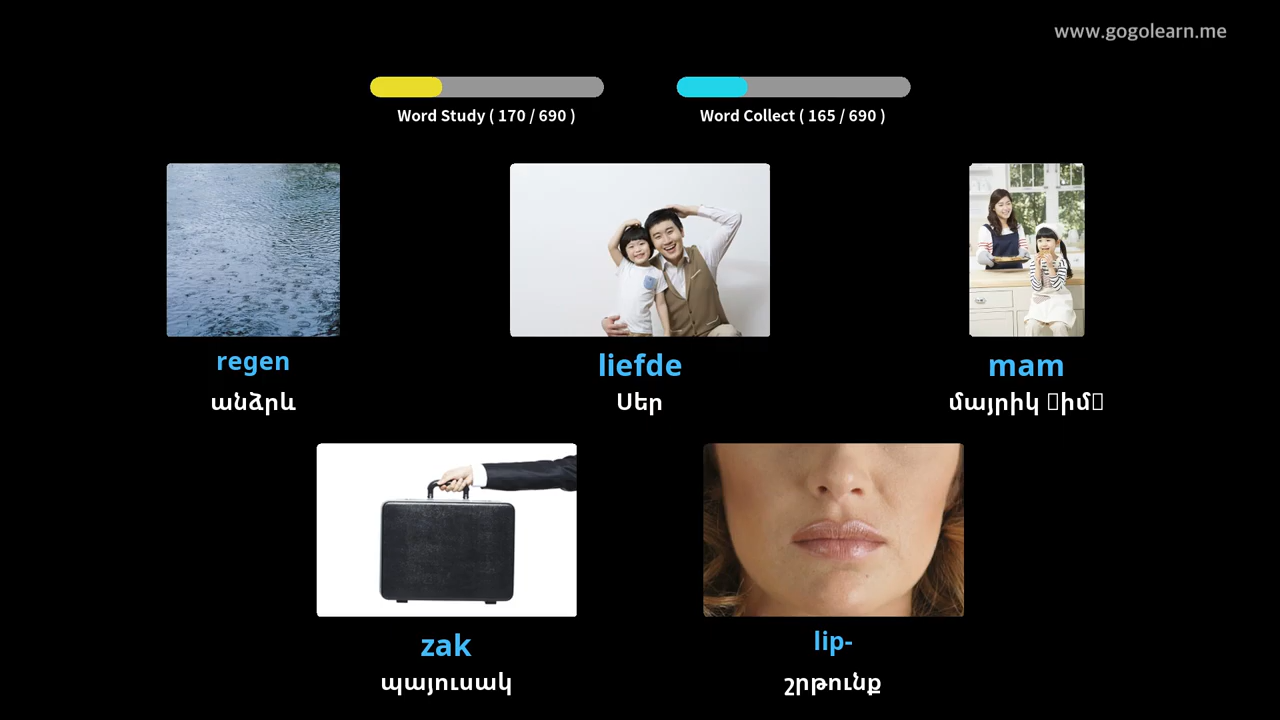 www.gogolearn.me
Word Study ( 170 / 690 )
Word Collect ( 165 / 690 )
regen
liefde
mam
անձրև
Սեր
մայրիկ իմ
zak
lip-
պայուսակ
շրթունք